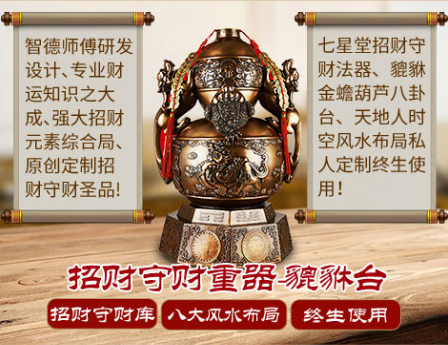 智德师傅研发
设计、专业财
运知识之大
成、强大招财
元素综合局、
原创定制招
财守财圣品!
七星堂招财守
财法器、貔貅
金蟾葫芦八卦
台、天地人时
空风水布局私
人定制终生使
用!
招财守财重器-貔貅台
招财守财库
八大风水布局
终生使用